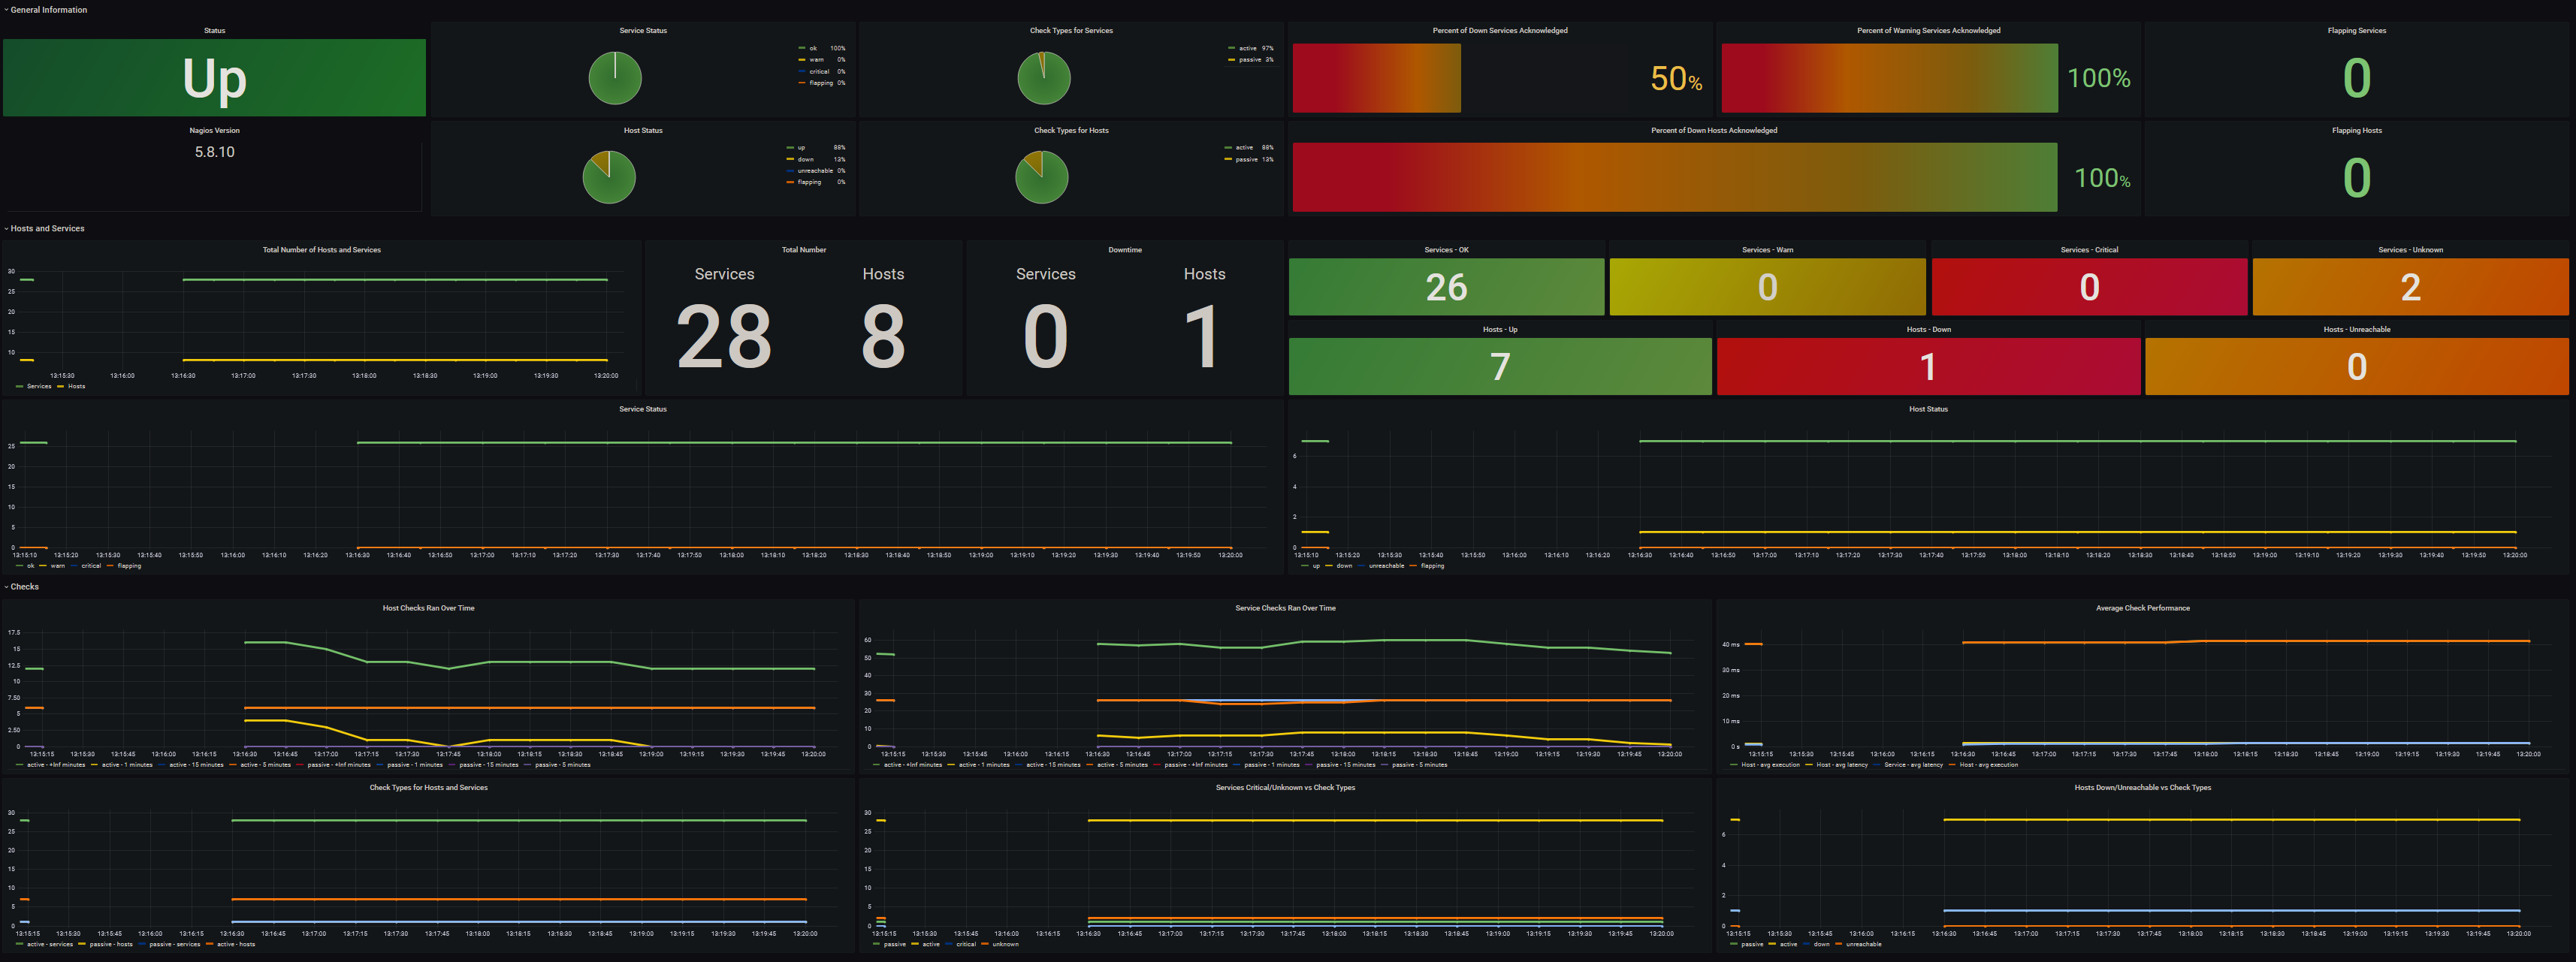 General Information
Status
Up
Service Status
ok 100%
warn 0%
critical 0%
flapping 0%
Check Types for Services
active 97%
passive 3%
Percent of Down Services Acknowledged
50%
Percent of Warning Services Acknowledged
100%
Flapping Services
0
Nagios Version
5.8.10
Host Status
up 88%
down 13%
unreachable 0%
flapping 0%
Check Types for Hosts
active 88%
passive 13%
Percent of Down Hosts Acknowledged
100%
Flapping Hosts
0
Hosts and Services
Total Number of Hosts and Services
30
25
20
15
10
13:15:30 13:16:00 13:16:30 13:17:00 13:17:30 13:18:00 13:18:30 13:19:00 13:19:30 13:20:00
Services Hosts
Total Number
Services Hosts
28 8
Downtime
Services Hosts
0 1
Services - OK
26
Services - Warn
0
Services - Critical
0
Services - Unknown
2
Hosts - Up
7
Hosts - Down
1
Hosts - Unreachable
0
Service Status
25
20
15
10
5
0
13:15:10 13:15:20 13:15:30 13:15:40 13:15:50 13:16:00 13:16:10 13:16:20 13:16:30 13:16:40 13:16:50 13:17:00 13:17:10 13:17:20 13:17:30 13:17:40 13:17:50 13:18:00 13:18:10 13:18:20 13:18:30 13:18:40 13:18:50 13:19:00 13:19:10 13:19:20 13:19:30 13:19:40 13:19:50 13:20:00
ok warn critical flapping
Host Status
6
4
2
0
13:15:10 13:15:20 13:15:30 13:15:40 13:15:50 13:16:00 13:16:10 13:16:20 13:16:30 13:16:40 13:16:50 13:17:00 13:17:10 13:17:20 13:17:30 13:17:40 13:17:50 13:18:00 13:18:10 13:18:20 13:18:30 13:18:40 13:18:50 13:19:00 13:19:10 13:19:20 13:19:30 13:19:40 13:19:50 13:20:00
up down unreachable flapping
Checks
Host Checks Ran Over Time
17.5
15
12.5
10
7.50
5
2.50
0
13:15:15 13:15:30 13:15:45 13:16:00 13:16:15 13:16:30 13:16:45 13:17:00 13:17:15 13:17:30 13:17:45 13:18:00 13:18:15 13:18:30 13:18:45 13:19:00 13:19:15 13:19:30 13:19:45 13:20:00
active - +Inf minutes active - 1 minutes active - 15 minutes active - 5 minutes passive - +Inf minutes passive - 1 minutes passive - 15 minutes passive - 5 minutes
Service Checks Ran Over Time
60
50
40
30
20
10
0
13:15:15 13:15:30 13:15:45 13:16:00 13:16:15 13:16:30 13:16:45 13:17:00 13:17:15 13:17:30 13:17:45 13:18:00 13:18:15 13:18:30 13:18:45 13:19:00 13:19:15 13:19:30 13:19:45 13:20:00
active - +Inf minutes active - 1 minutes active - 15 minutes active - 5 minutes passive - +Inf minutes passive - 1 minutes passive - 15 minutes passive - 5 minutes
Average Check Performance
40 ms
30 ms
20 ms
10 ms
0 s
13:15:15 13:15:30 13:15:45 13:16:00 13:16:15 13:16:30 13:16:45 13:17:00 13:17:15 13:17:30 13:17:45 13:18:00 13:18:15 13:18:30 13:18:45 13:19:00 13:19:15 13:19:30 13:19:45 13:20:00
Host - avg execution Host - avg latency Service - avg latency Host - avg execution
Check Types for Hosts and Services
30
25
20
15
10
5
0
13:15:15 13:15:30 13:15:45 13:16:00 13:16:15 13:16:30 13:16:45 13:17:00 13:17:15 13:17:30 13:17:45 13:18:00 13:18:15 13:18:30 13:18:45 13:19:00 13:19:15 13:19:30 13:19:45 13:20:00
active - services passive - hosts passive - services active - hosts
Services Critical/Unknown vs Check Types
30
25
20
15
10
5
0
13:15:15 13:15:30 13:15:45 13:16:00 13:16:15 13:16:30 13:16:45 13:17:00 13:17:15 13:17:30 13:17:45 13:18:00 13:18:15 13:18:30 13:18:45 13:19:00 13:19:15 13:19:30 13:19:45 13:20:00
passive active critical unknown
Hosts Down/Unreachable vs Check Types
6
4
2
0
13:15:15 13:15:30 13:15:45 13:16:00 13:16:15 13:16:30 13:16:45 13:17:00 13:17:15 13:17:30 13:17:45 13:18:00 13:18:15 13:18:30 13:18:45 13:19:00 13:19:15 13:19:30 13:19:45 13:20:00
passive active down unreachable